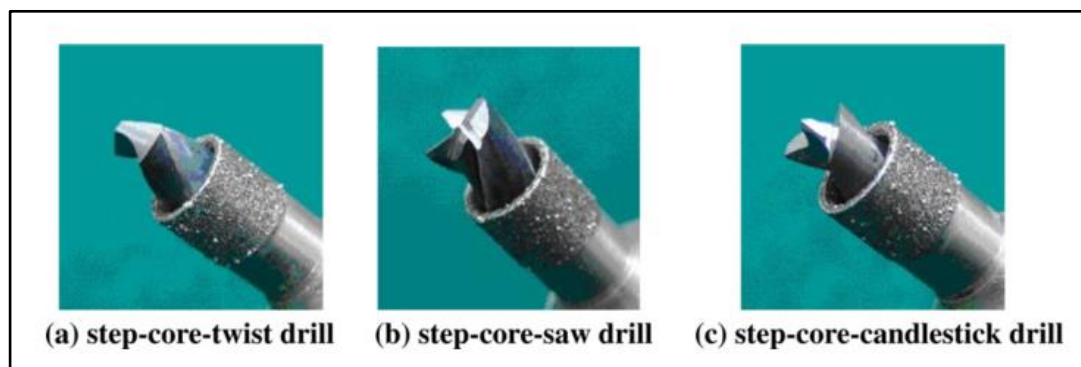 (a) step-core-twist drill
(b) step-core-saw drill
(c) step-core-candlestick drill